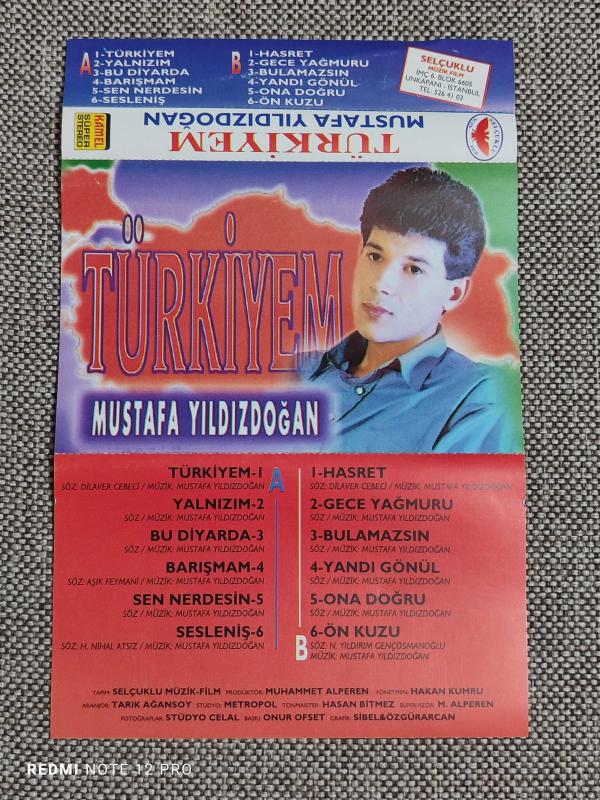 A
1-TÜRKİYEM
2-YALNIZIM
3-BU DİYARDA
4-BARIŞMAM
5-SEN NERDESİN
6-SESLENİŞ
B
1-HASRET
2-GECE YAĞMURU
3-BULAMAZSIN
4-YANDI GÖNÜL
5-ONA DOĞRU
6-ÖN KUZU
SELÇUKLU
MÜZİK FİLM
İMÇ 6. BLOK 6605
UNKAPANI - İSTANBUL
TEL: 526 41 03
KAMEL
SÜPER
STEREO
MUSTAFA YILDIZDOĞAN
TÜRKİYEM
SELÇUKLU
TÜRKİYEM
MUSTAFA YILDIZDOĞAN
A
TÜRKİYEM-1
SÖZ: DİLAVER CEBECİ / MÜZİK: MUSTAFA YILDIZDOĞAN
YALNIZIM-2
SÖZ / MÜZİK: MUSTAFA YILDIZDOĞAN
BU DİYARDA-3
SÖZ / MÜZİK: MUSTAFA YILDIZDOĞAN
BARIŞMAM-4
SÖZ: AŞIK FEYMANİ / MÜZİK: MUSTAFA YILDIZDOĞAN
SEN NERDESİN-5
SÖZ / MÜZİK: MUSTAFA YILDIZDOĞAN
SESLENİŞ-6
SÖZ: H. NİHAL ATSIZ / MÜZİK: MUSTAFA YILDIZDOĞAN
B
1-HASRET
SÖZ: DİLAVER CEBECİ / MÜZİK: MUSTAFA YILDIZDOĞAN
2-GECE YAĞMURU
SÖZ / MÜZİK: MUSTAFA YILDIZDOĞAN
3-BULAMAZSIN
SÖZ / MÜZİK: MUSTAFA YILDIZDOĞAN
4-YANDI GÖNÜL
SÖZ / MÜZİK: MUSTAFA YILDIZDOĞAN
5-ONA DOĞRU
SÖZ / MÜZİK: MUSTAFA YILDIZDOĞAN
6-ÖN KUZU
SÖZ: N. YILDIRIM GENÇOSMANOĞLU
MÜZİK: MUSTAFA YILDIZDOĞAN
YAPIM: SELÇUKLU MÜZİK-FİLM PRODÜKTÖR: MUHAMMET ALPEREN YÖNETMEN: HAKAN KUMRU
ARANJÖR: TARIK AĞANSOY STÜDYO: METROPOL TONMAISTER: HASAN BİTMEZ SUPERVIZÖR: M. ALPEREN
FOTOĞRAFLAR: STÜDYO CELAL BASKI: ONUR OFSET GRAFİK: SİBEL&ÖZGÜRARCAN
REDMI NOTE 12 PRO